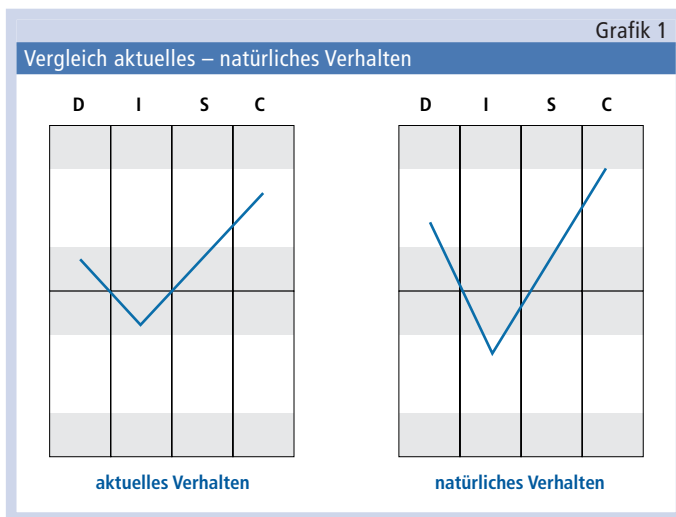 Grafik 1
Vergleich aktuelles – natürliches Verhalten
D I S C
D I S C
aktuelles Verhalten
natürliches Verhalten